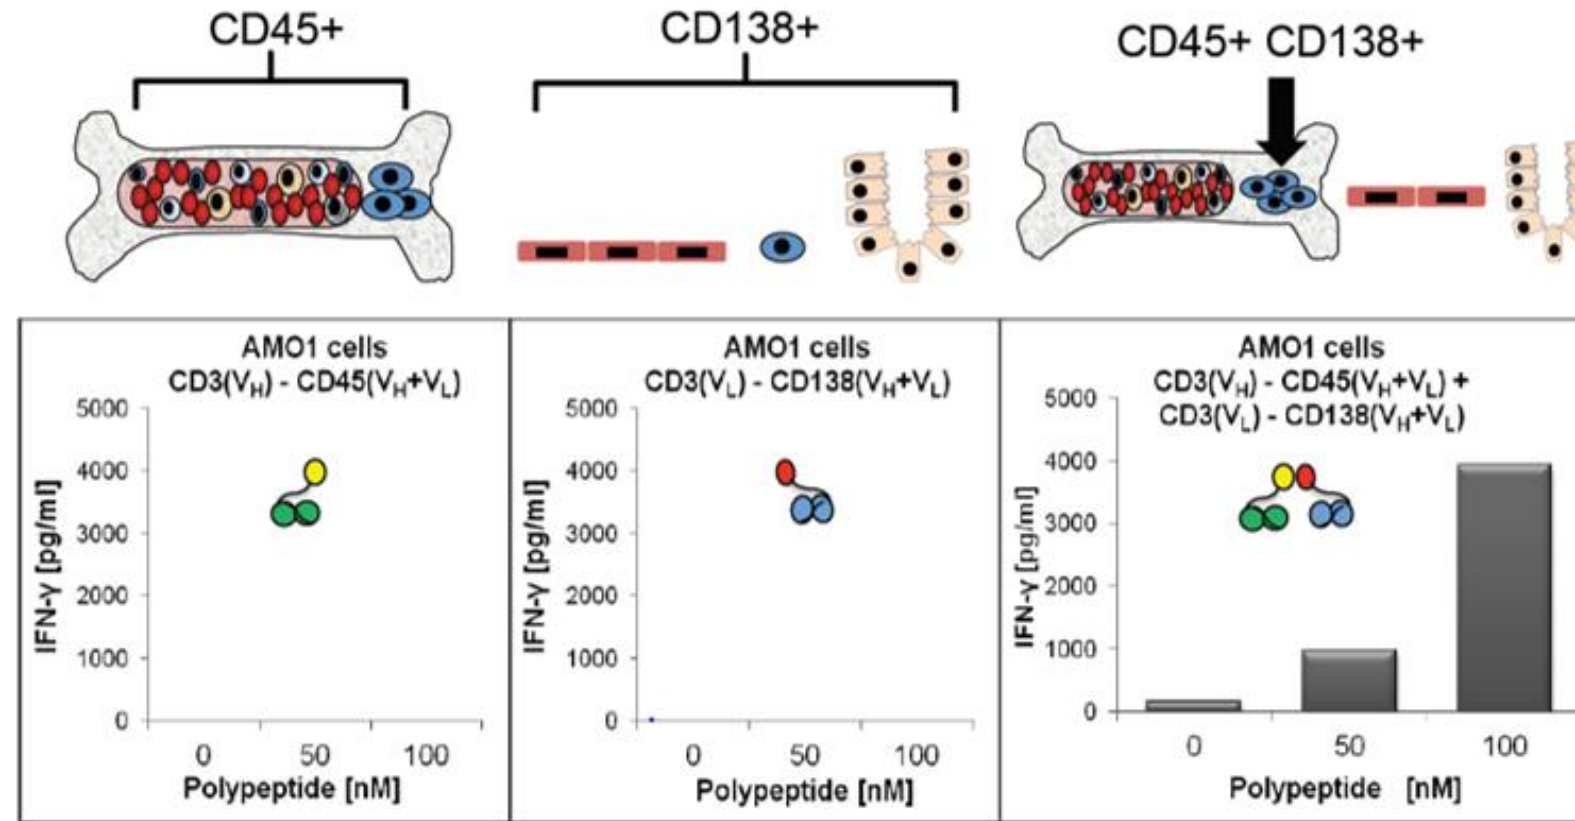 CD45+
CD138+
CD45+ CD138+
AMO1 cells
CD3(VH) - CD45(VH+VL)
5000
4000
3000
2000
1000
0
IFN-γ [pg/ml]
0 50 100
Polypeptide [nM]
AMO1 cells
CD3(VL) - CD138(VH+VL)
5000
4000
3000
2000
1000
0
IFN-γ [pg/ml]
0 50 100
Polypeptide [nM]
AMO1 cells
CD3(VH) - CD45(VH+VL) +
CD3(VL) - CD138(VH+VL)
5000
4000
3000
2000
1000
0
IFN-γ [pg/ml]
0 50 100
Polypeptide [nM]